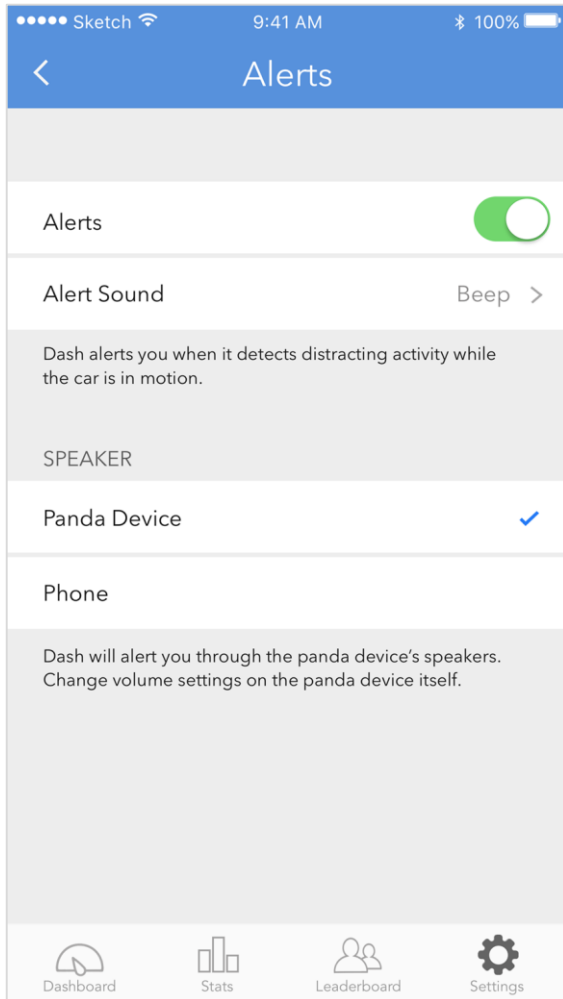 Sketch 9:41 AM 100%
Alerts
Alerts
Alert Sound Beep
Dash alerts you when it detects distracting activity while
the car is in motion.
SPEAKER
Panda Device
Phone
Dash will alert you through the panda device’s speakers.
Change volume settings on the panda device itself.
Dashboard Stats Leaderboard Settings